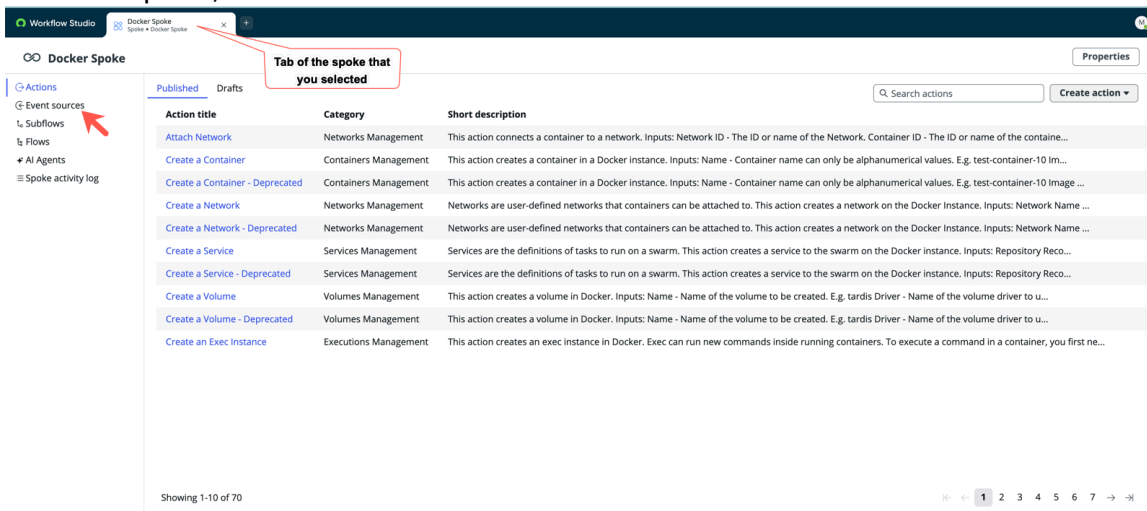 Workflow Studio
Docker Spoke
Spoke • Docker Spoke
Docker Spoke
Properties
Tab of the spoke that
you selected
Actions
Event sources
Subflows
Flows
AI Agents
Spoke activity log
Published Drafts
Search actions
Create action
Action title Category Short description
Attach Network Networks Management This action connects a container to a network. Inputs: Network ID - The ID or name of the Network. Container ID - The ID or name of the containe...
Create a Container Containers Management This action creates a container in a Docker instance. Inputs: Name - Container name can only be alphanumerical values. E.g. test-container-10 Im...
Create a Container - Deprecated Containers Management This action creates a container in a Docker instance. Inputs: Name - Container name can only be alphanumerical values. E.g. test-container-10 Image ...
Create a Network Networks Management Networks are user-defined networks that containers can be attached to. This action creates a network on the Docker Instance. Inputs: Network Name ...
Create a Network - Deprecated Networks Management Networks are user-defined networks that containers can be attached to. This action creates a network on the Docker Instance. Inputs: Network Name ...
Create a Service Services Management Services are the definitions of tasks to run on a swarm. This action creates a service to the swarm on the Docker instance. Inputs: Repository Reco...
Create a Service - Deprecated Services Management Services are the definitions of tasks to run on a swarm. This action creates a service to the swarm on the Docker instance. Inputs: Repository Reco...
Create a Volume Volumes Management This action creates a volume in Docker. Inputs: Name - Name of the volume to be created. E.g. tardis Driver - Name of the volume driver to u...
Create a Volume - Deprecated Volumes Management This action creates a volume in Docker. Inputs: Name - Name of the volume to be created. E.g. tardis Driver - Name of the volume driver to u...
Create an Exec Instance Executions Management This action creates an exec instance in Docker. Exec can run new commands inside running containers. To execute a command in a container, you first ne...
Showing 1-10 of 70
1 2 3 4 5 6 7